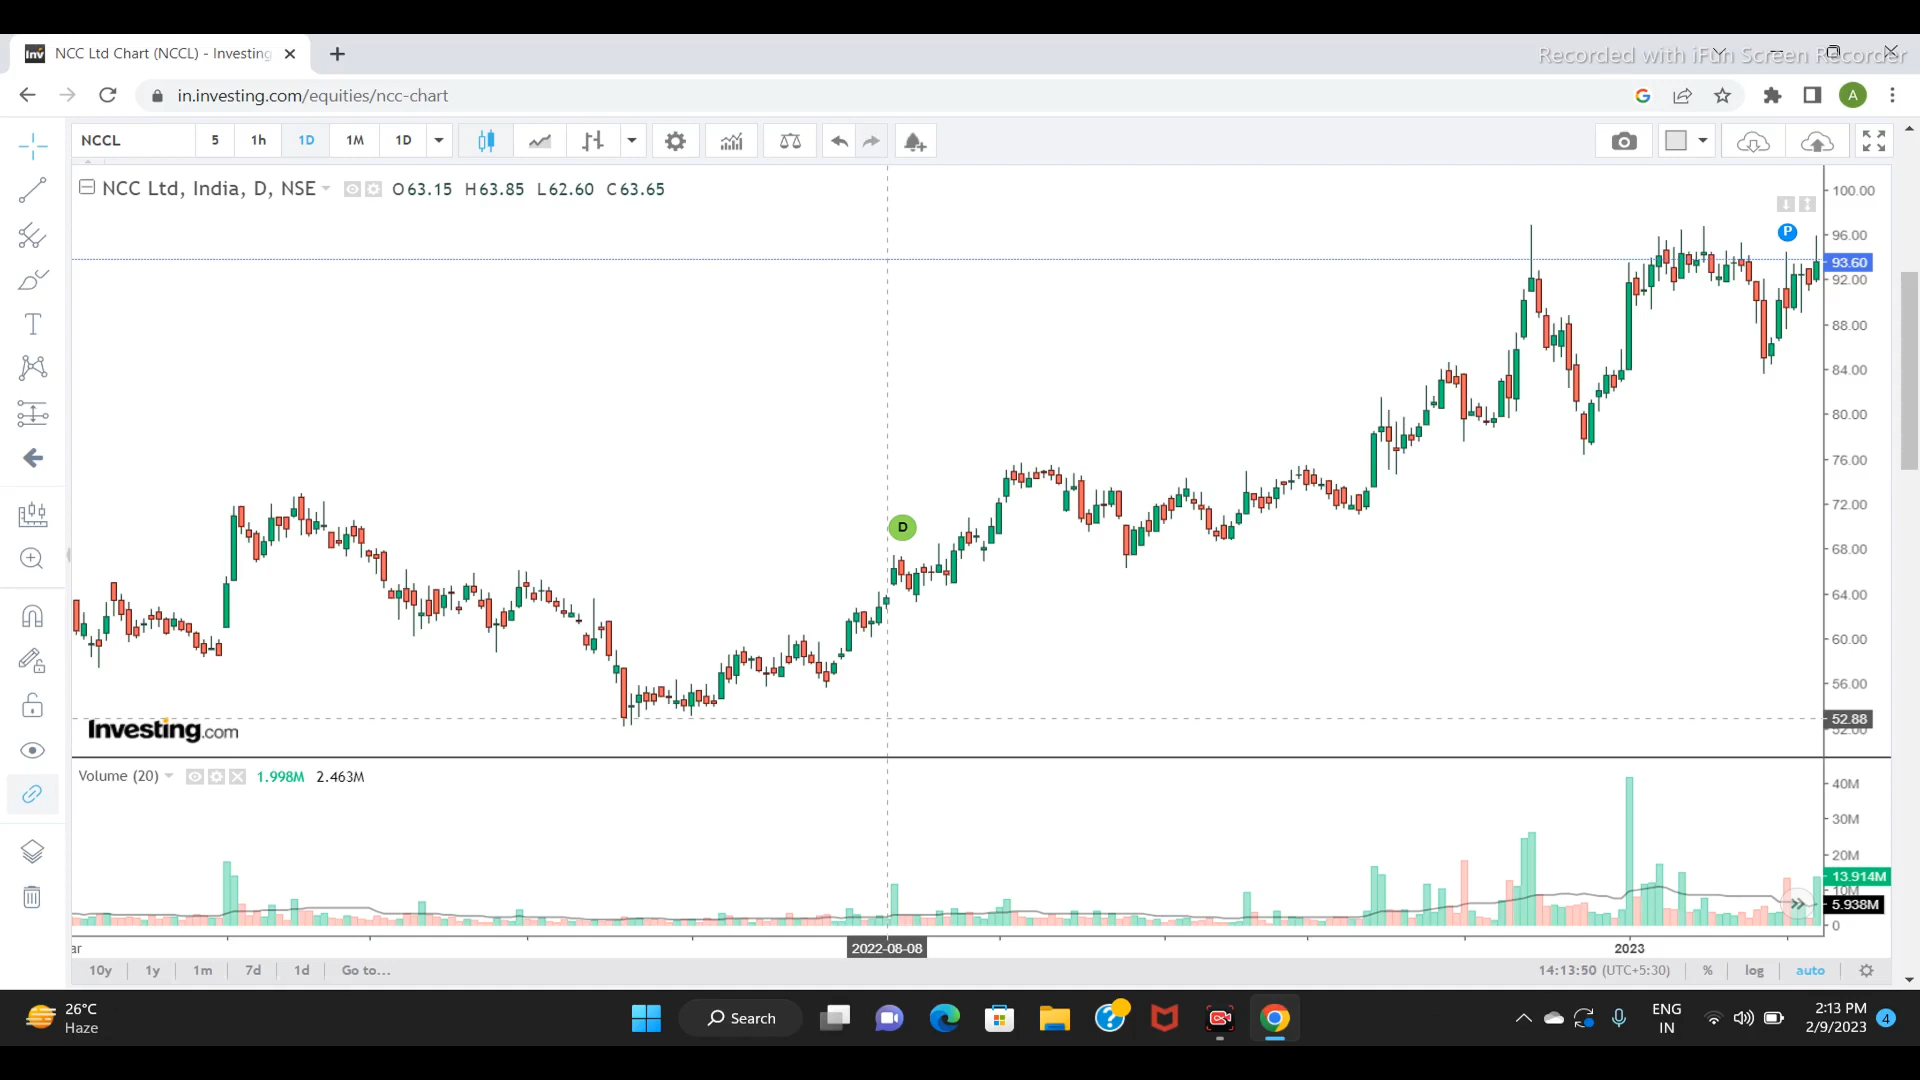 NCC Ltd Chart (NCCL) - Investing
Recorded with iFun Screen Recorder
in.investing.com/equities/ncc-chart
A
NCCL 5 1h 1D 1M 1D
NCC Ltd, India, D, NSE O63.15 H63.85 L62.60 C63.65
100.00
P
96.00
93.60
92.00
88.00
84.00
80.00
76.00
72.00
D
68.00
64.00
60.00
56.00
52.88
52.00
Investing.com
Volume (20) 1.998M 2.463M
40M
30M
20M
13.914M
10M
5.938M
0
ar 2022-08-08 2023
10y 1y 1m 7d 1d Go to... 14:13:50 (UTC+5:30) % log auto
26°C
Haze
Search
ENG
IN
2:13 PM
2/9/2023
4